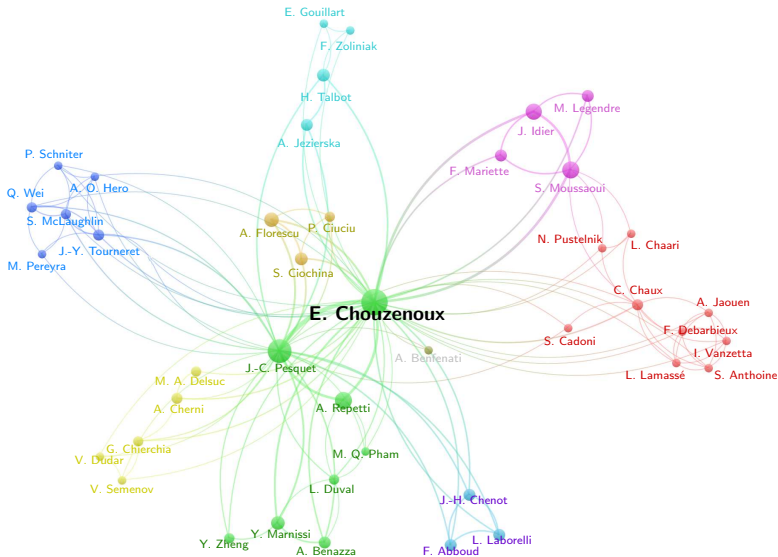 E. Gouillart
F. Zoliniak
H. Talbot
M. Legendre
J. Idier
A. Jezierska
P. Schniter
F. Mariette
A. O. Hero
Q. Wei
S. Moussaoui
S. McLaughlin
P. Ciuciu
A. Florescu
N. Pustelnik
L. Chaari
J.-Y. Tourneret
M. Pereyra
S. Ciochina
C. Chaux
A. Jaouen
E. Chouzenoux
F. Debarbieux
S. Cadoni
I. Vanzetta
A. Benfenati
J.-C. Pesquet
L. Lamassé
S. Anthoine
M. A. Delsuc
A. Cherni
A. Repetti
G. Chierchia
M. Q. Pham
V. Dudar
V. Semenov
L. Duval
J.-H. Chenot
Y. Marnissi
L. Laborelli
Y. Zheng
A. Benazza
F. Abboud